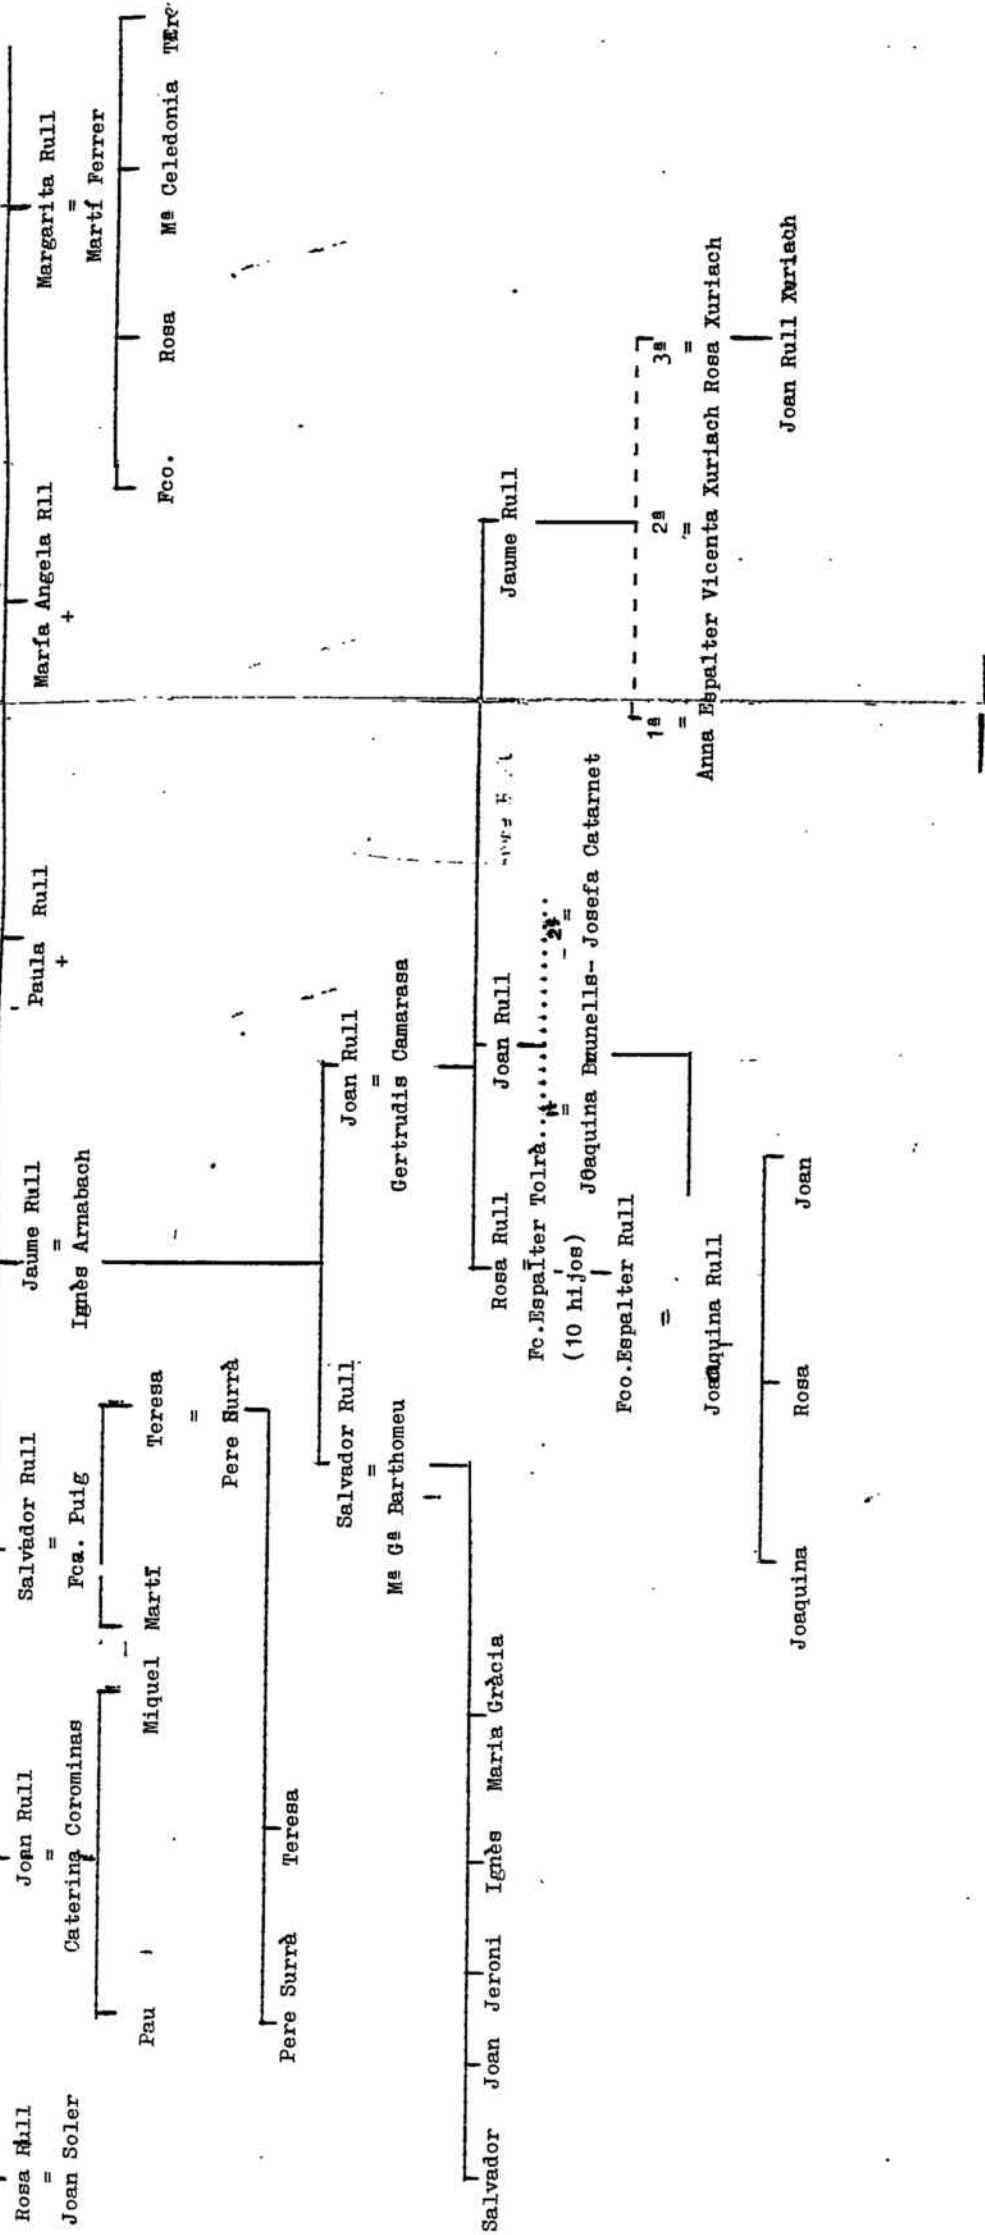 Rosa Rull
=
Joan Soler
Joan Rull
=
Caterina Corominas
Pau
Miquel
Salvador Rull
=
Fca. Puig
Martí
Teresa
=
Pere Surrà
Pere Surrà
Teresa
Jaume Rull
=
Ignès Arnabach
Paula Rull
+
María Angela Rll
+
Margarita Rull
=
Martí Ferrer
Fco.
Rosa
Mª Celedonia
Salvador Rull
=
Mª Gª Barthomeu
Joan Rull
=
Gertrudis Camarasa
Salvador
Joan
Jeroni
Ignès
Maria Gràcia
Rosa Rull
=
Fc.Espalter Tolrà
(10 hijos)
Joan Rull
1ª
2ª
=
=
Joaquina Brunells- Josefa Catarnet
Jaume Rull
1ª
2ª
3ª
=
=
=
Anna Espalter Vicenta Xuriach Rosa Xuriach
Joan Rull Xuriach
Fco.Espalter Rull
=
Joaquina Rull
Joaquina
Rosa
Joan